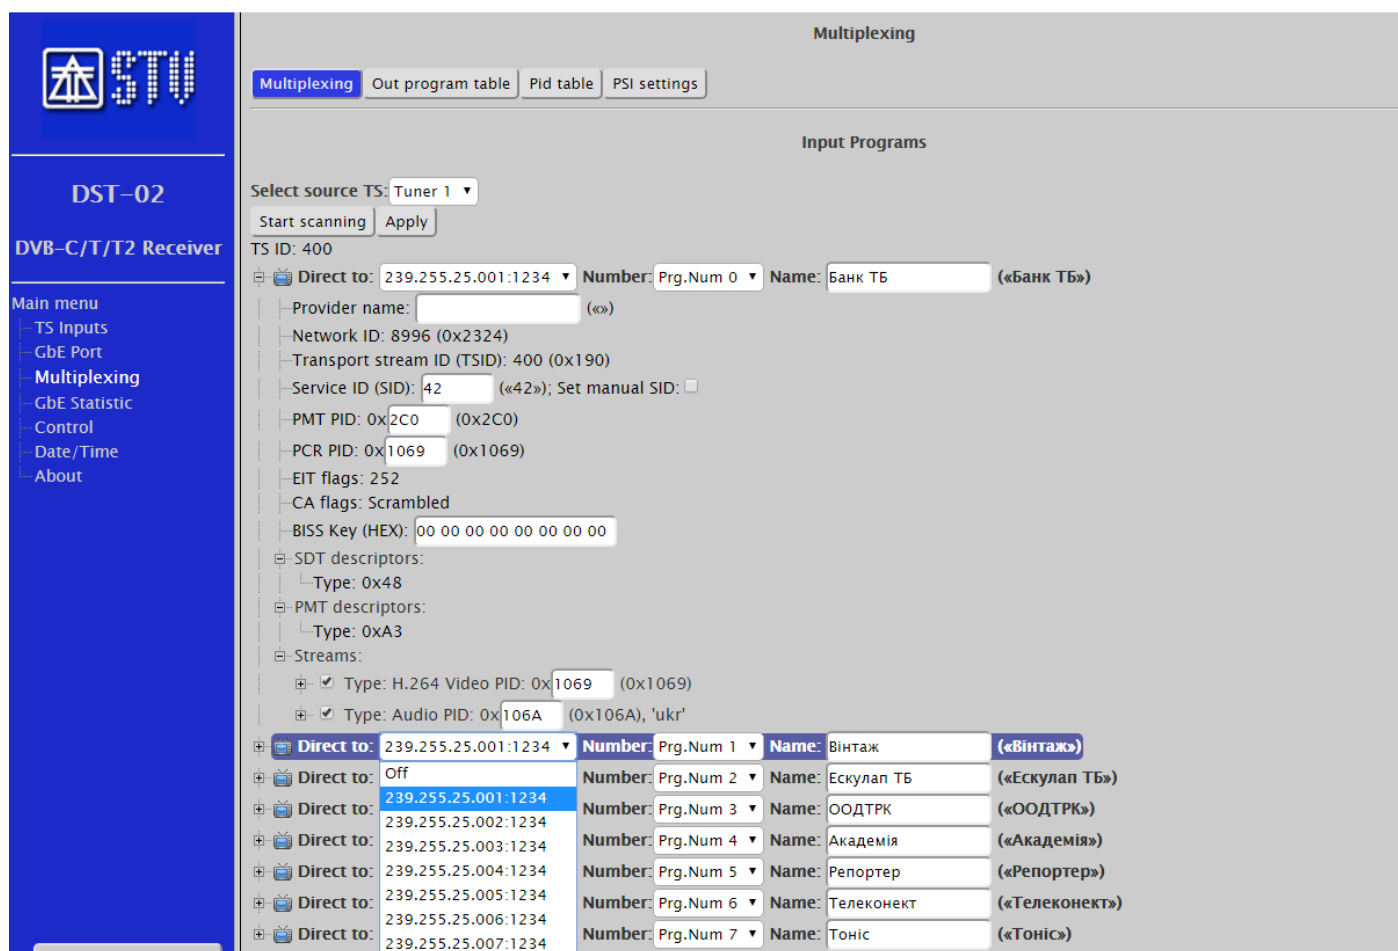 Multiplexing
STV
Multiplexing Out program table Pid table PSI settings
Input Programs
DST-02
DVB-C/T/T2 Receiver
Main menu
TS Inputs
GbE Port
Multiplexing
GbE Statistic
Control
Date/Time
About
Select source TS: Tuner 1
Start scanning Apply
TS ID: 400
Direct to: 239.255.25.001:1234 Number: Prg.Num 0 Name: Банк ТБ («Банк ТБ»)
Provider name: («»)
Network ID: 8996 (0x2324)
Transport stream ID (TSID): 400 (0x190)
Service ID (SID): 42 («42»); Set manual SID:
PMT PID: 0x2C0 (0x2C0)
PCR PID: 0x1069 (0x1069)
EIT flags: 252
CA flags: Scrambled
BISS Key (HEX): 00 00 00 00 00 00 00 00
SDT descriptors:
Type: 0x48
PMT descriptors:
Type: 0xA3
Streams:
Type: H.264 Video PID: 0x1069 (0x1069)
Type: Audio PID: 0x106A (0x106A), 'ukr'
Direct to: 239.255.25.001:1234 Number: Prg.Num 1 Name: Вінтаж («Вінтаж»)
Off
Direct to: Number: Prg.Num 2 Name: Ескулап ТБ («Ескулап ТБ»)
239.255.25.001:1234
Direct to: Number: Prg.Num 3 Name: ООДТРК («ООДТРК»)
239.255.25.002:1234
Direct to: 239.255.25.003:1234 Number: Prg.Num 4 Name: Академія («Академія»)
Direct to: 239.255.25.004:1234 Number: Prg.Num 5 Name: Репортер («Репортер»)
Direct to: 239.255.25.005:1234 Number: Prg.Num 6 Name: Телеконект («Телеконект»)
239.255.25.006:1234
Direct to: 239.255.25.007:1234 Number: Prg.Num 7 Name: Тоніс («Тоніс»)